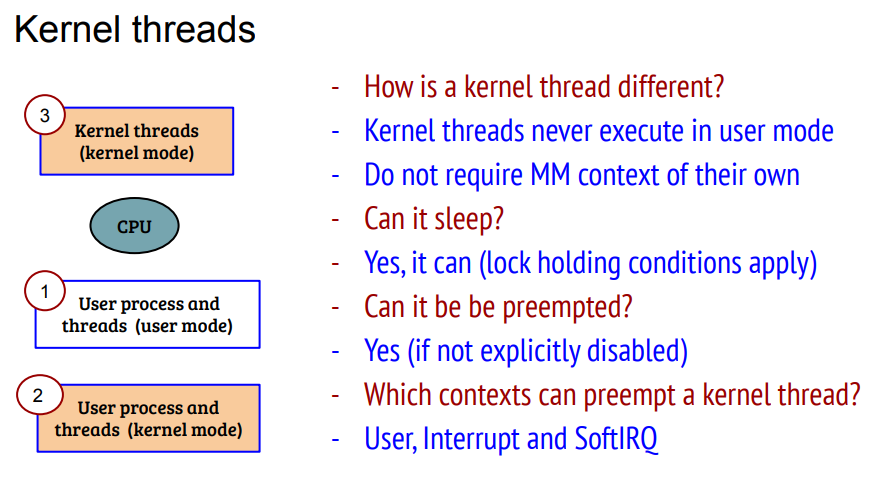 Kernel threads
3
Kernel threads
(kernel mode)
CPU
1
User process and
threads (user mode)
2
User process and
threads (kernel mode)
- How is a kernel thread different?
- Kernel threads never execute in user mode
- Do not require MM context of their own
- Can it sleep?
- Yes, it can (lock holding conditions apply)
- Can it be be preempted?
- Yes (if not explicitly disabled)
- Which contexts can preempt a kernel thread?
- User, Interrupt and SoftIRQ